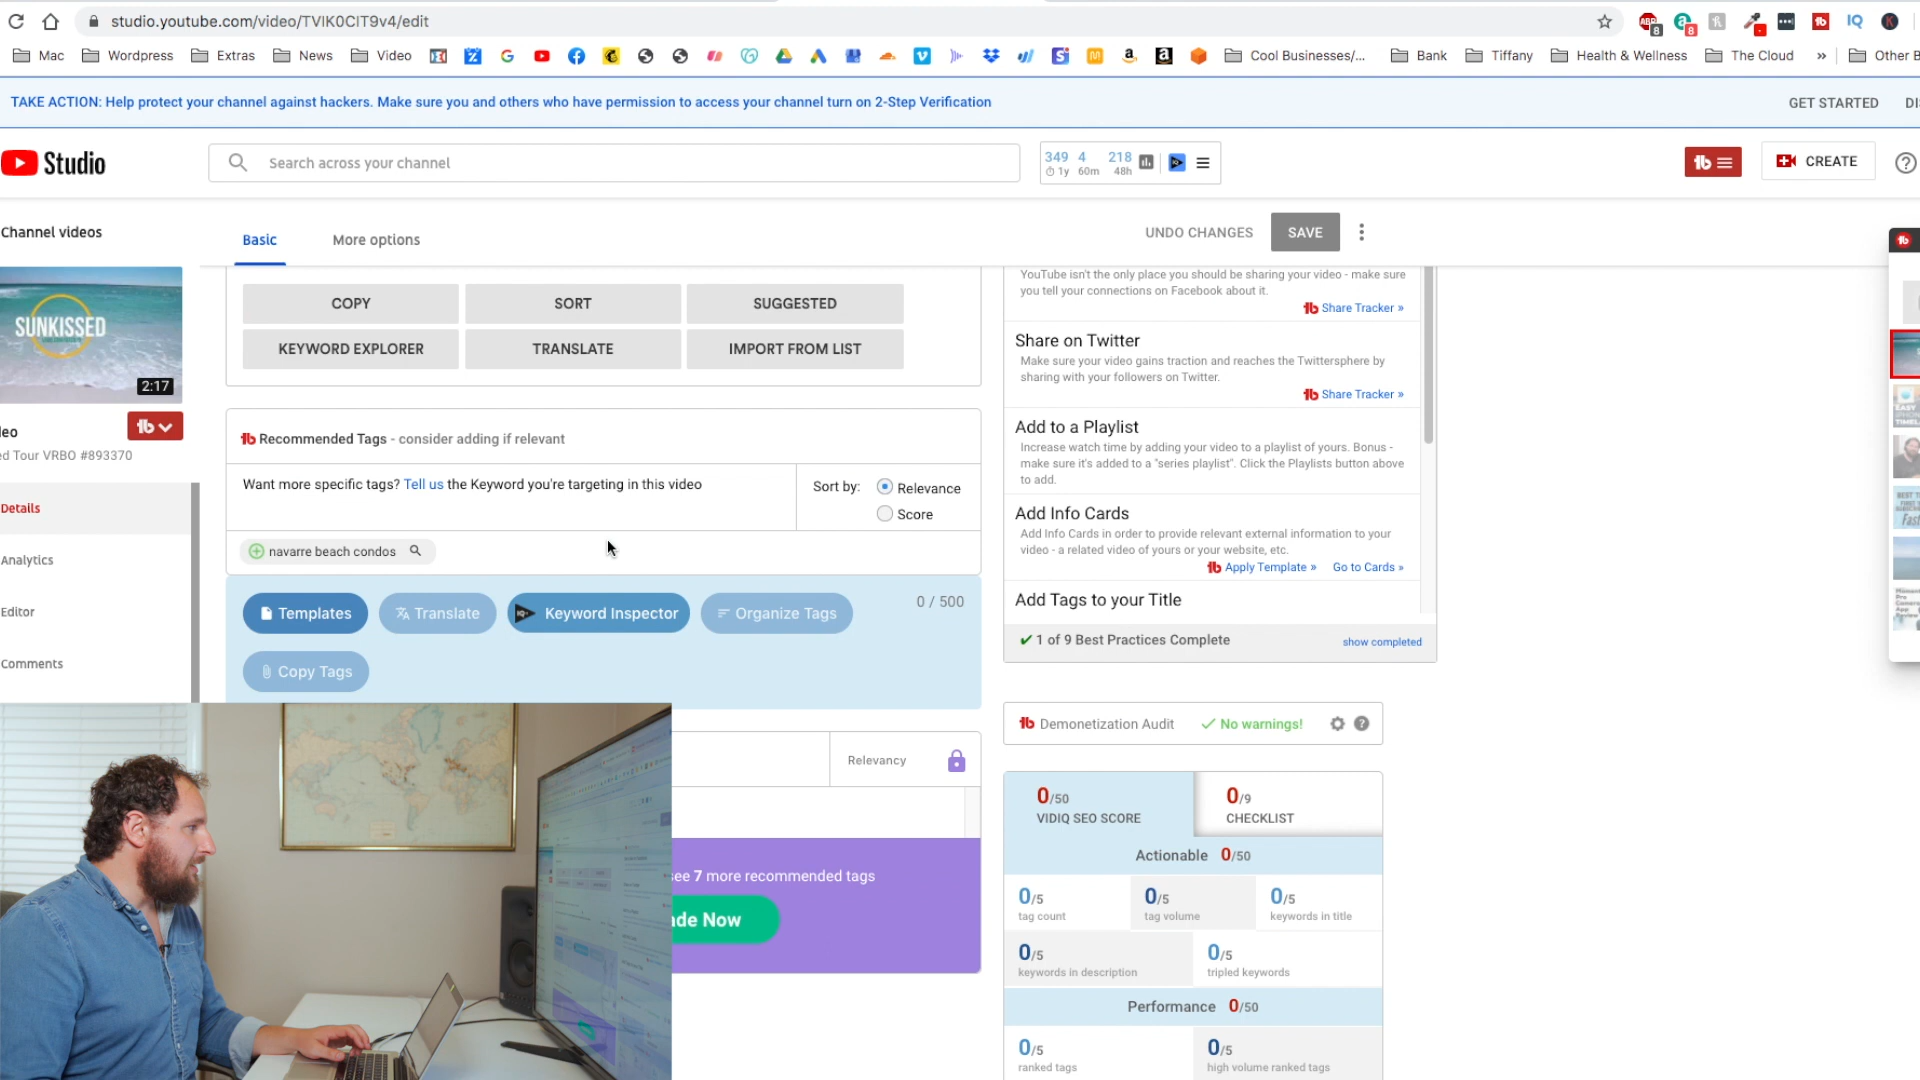 studio.youtube.com/video/TVIK0CIT9v4/edit
Mac
Wordpress
Extras
News
Video
Cool Businesses/...
Bank
Tiffany
Health & Wellness
The Cloud
»
Other B
TAKE ACTION: Help protect your channel against hackers. Make sure you and others who have permission to access your channel turn on 2-Step Verification
GET STARTED
DI
Studio
Search across your channel
349 4 218
1y 60m 48h
CREATE
Channel videos
Basic
More options
UNDO CHANGES
SAVE
SUNKISSED
2:17
eo
ed Tour VRBO #893370
Details
Analytics
Editor
Comments
COPY
SORT
SUGGESTED
KEYWORD EXPLORER
TRANSLATE
IMPORT FROM LIST
Recommended Tags - consider adding if relevant
Want more specific tags? Tell us the Keyword you're targeting in this video
Sort by:
Relevance
Score
navarre beach condos
Templates
Translate
Keyword Inspector
Organize Tags
0 / 500
Copy Tags
Relevancy
see 7 more recommended tags
ade Now
YouTube isn't the only place you should be sharing your video - make sure
you tell your connections on Facebook about it.
Share Tracker »
Share on Twitter
Make sure your video gains traction and reaches the Twittersphere by
sharing with your followers on Twitter.
Share Tracker »
Add to a Playlist
Increase watch time by adding your video to a playlist of yours. Bonus -
make sure it's added to a "series playlist". Click the Playlists button above
to add.
Add Info Cards
Add Info Cards in order to provide relevant external information to your
video - a related video of yours or your website, etc.
Apply Template »
Go to Cards »
Add Tags to your Title
✔ 1 of 9 Best Practices Complete
show completed
Demonetization Audit
No warnings!
0/50
VIDIQ SEO SCORE
0/9
CHECKLIST
Actionable 0/50
0/5
tag count
0/5
tag volume
0/5
keywords in title
0/5
keywords in description
0/5
tripled keywords
Performance 0/50
0/5
ranked tags
0/5
high volume ranked tags